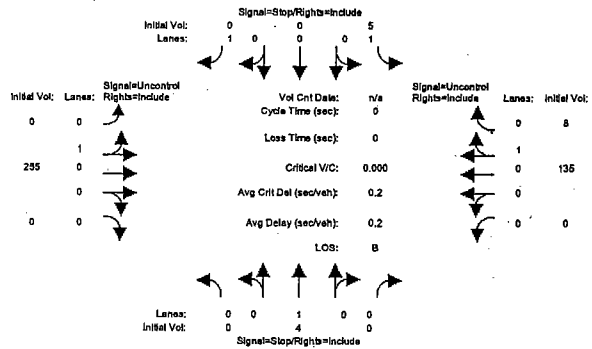 Signal=Stop/Rights=Include
Initial Vol: 0 0 5
Lanes: 1 0 0 0 1
Signal=Uncontrol
Rights=Include
Initial Vol: Lanes:
0 0
1
255 0
0
0 0
Vol Cnt Date: n/a
Cycle Time (sec): 0
Loss Time (sec): 0
Critical V/C: 0.000
Avg Crit Del (sec/veh): 0.2
Avg Delay (sec/veh): 0.2
LOS: B
Signal=Uncontrol
Rights=Include
Lanes: Initial Vol:
0 8
1
0 135
0
0 0
Lanes: 0 0 1 0 0
Initial Vol: 0 4 0
Signal=Stop/Rights=Include